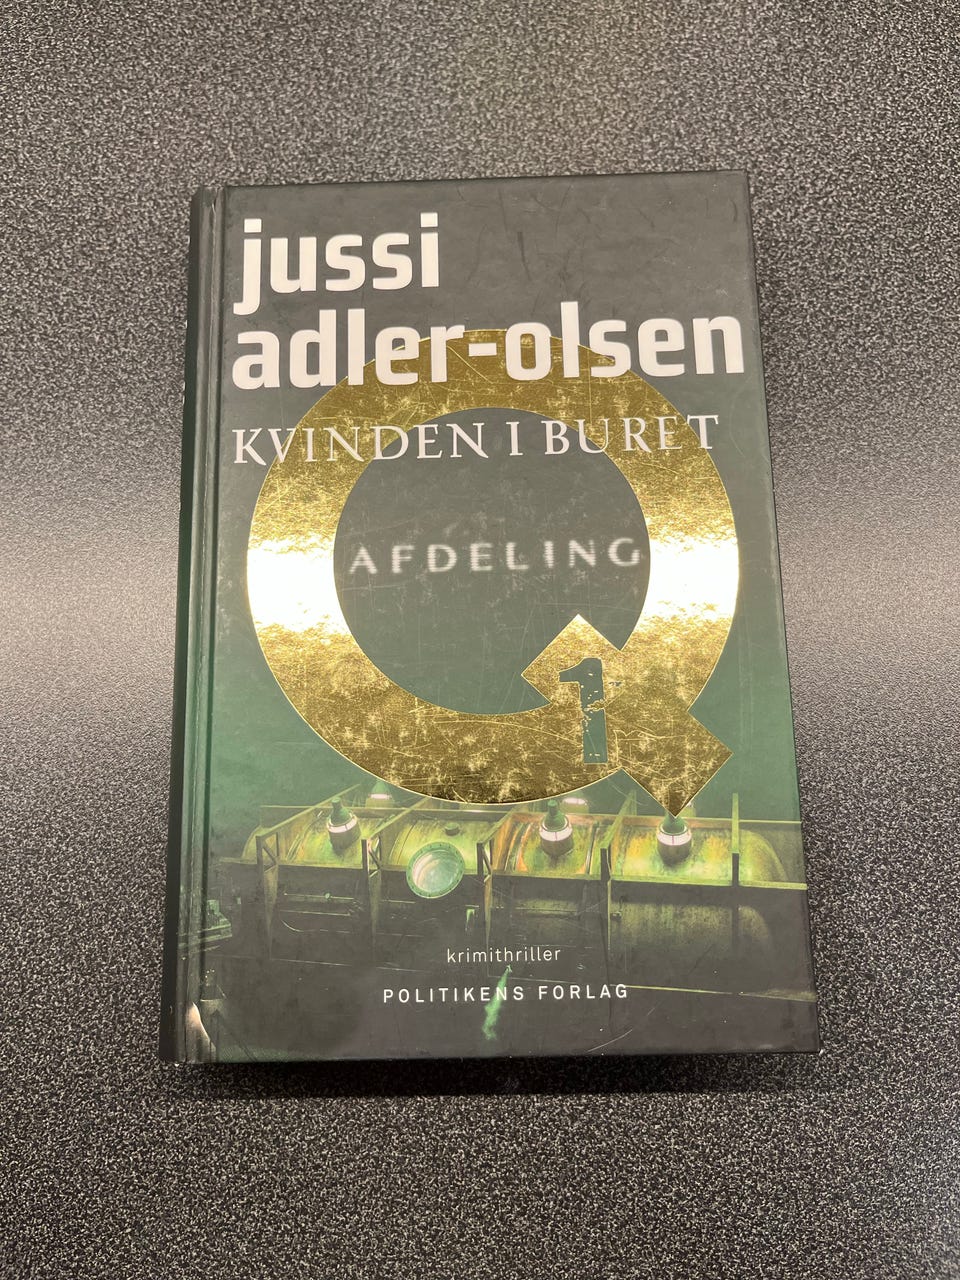 jussi
adler-olsen
KVINDEN I BURET
AFDELING
Q
1
krimithriller
POLITIKENS FORLAG